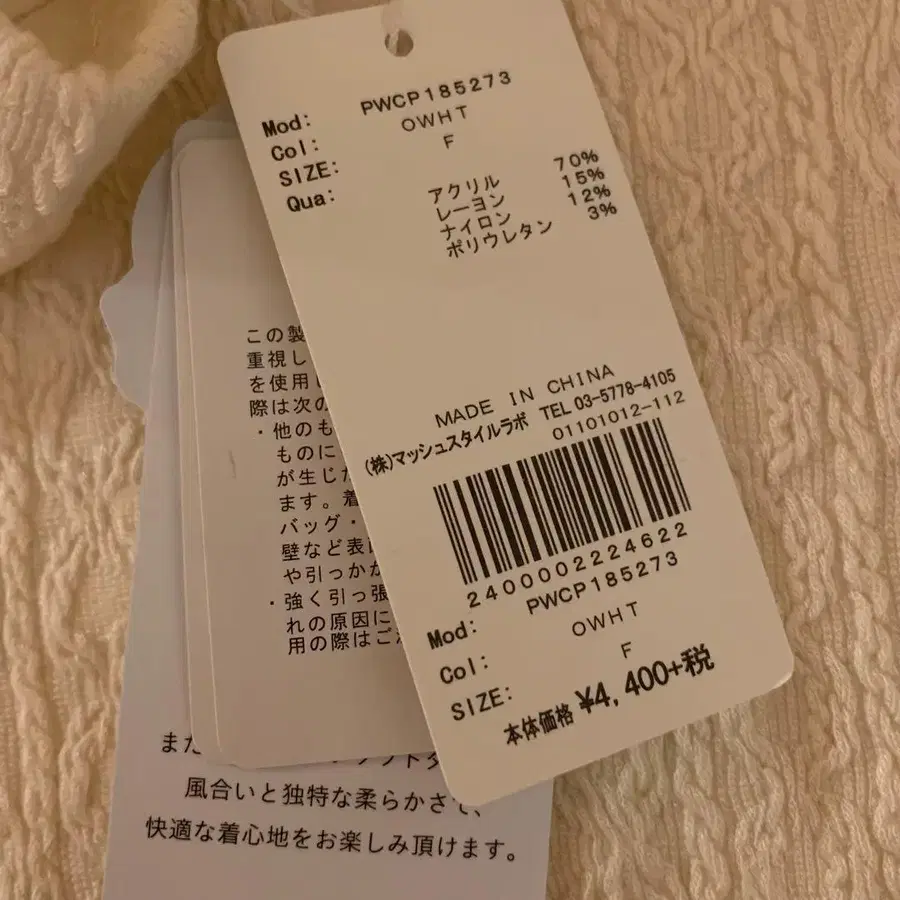 Mod: PWCP185273
Col: OWHT
SIZE: F
Qua: アクリル 70%
レーヨン 15%
ナイロン 12%
ポリウレタン 3%
MADE IN CHINA
(株)マッシュスタイルラボ TEL 03-5778-4105
01101012-112
2400002224622
Mod: PWCP185273
Col: OWHT
SIZE: F
本体価格 ¥4,400+税
この製
重視し
を使用
際は次の
・他のも
ものに
が生じた
ます。着
バッグ・
壁など表
や引っかか
・強く引っ張
れの原因に
用の際はご
また
風合いと独特な柔らかさで、
快適な着心地をお楽しみ頂けます。